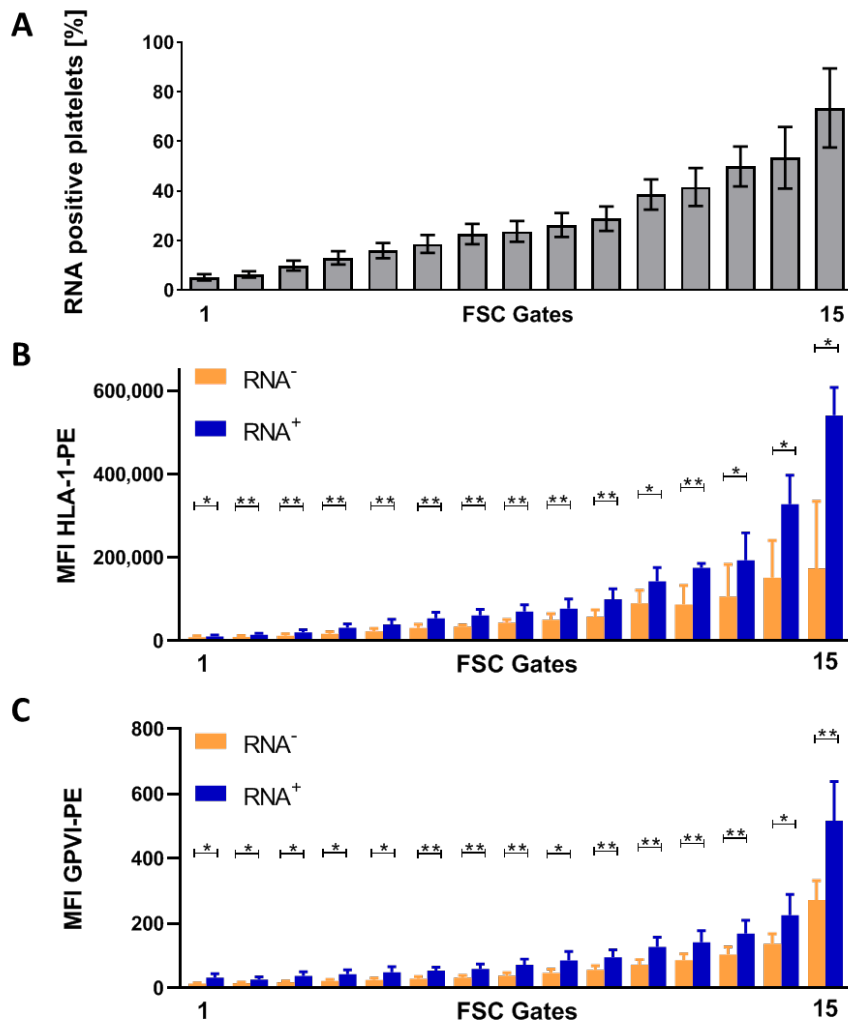 A
RNA positive platelets [%]
100
80
60
40
20
0
1 FSC Gates 15
B
MFI HLA-1-PE
600,000
400,000
200,000
0
RNA-
RNA+
* ** ** ** ** ** ** ** ** ** * ** * * *
1 FSC Gates 15
C
MFI GPVI-PE
800
600
400
200
0
RNA-
RNA+
* * * * * ** ** ** * ** ** ** ** * **
1 FSC Gates 15